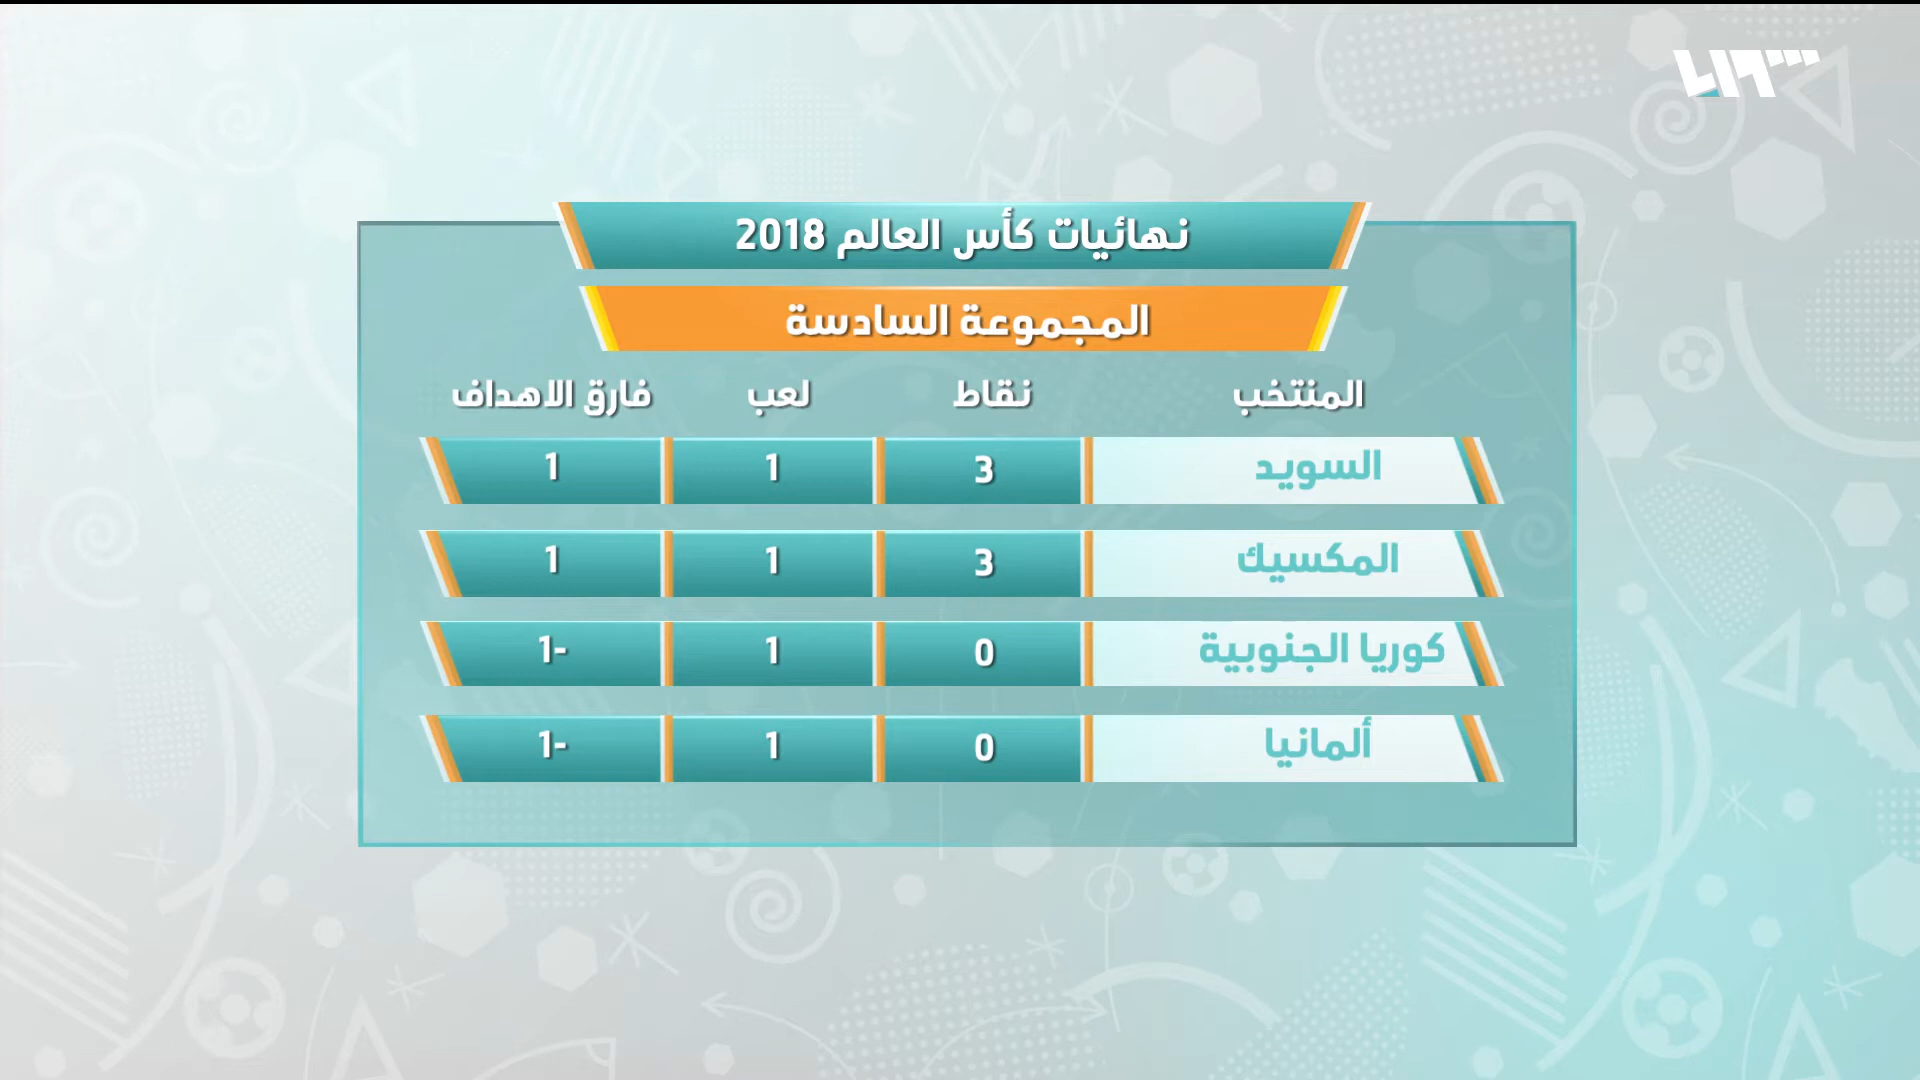 نهائيات كأس العالم 2018
المجموعة السادسة
المنتخب نقاط لعب فارق الاهداف
السويد 3 1 1
المكسيك 3 1 1
كوريا الجنوبية 0 1 -1
ألمانيا 0 1 -1